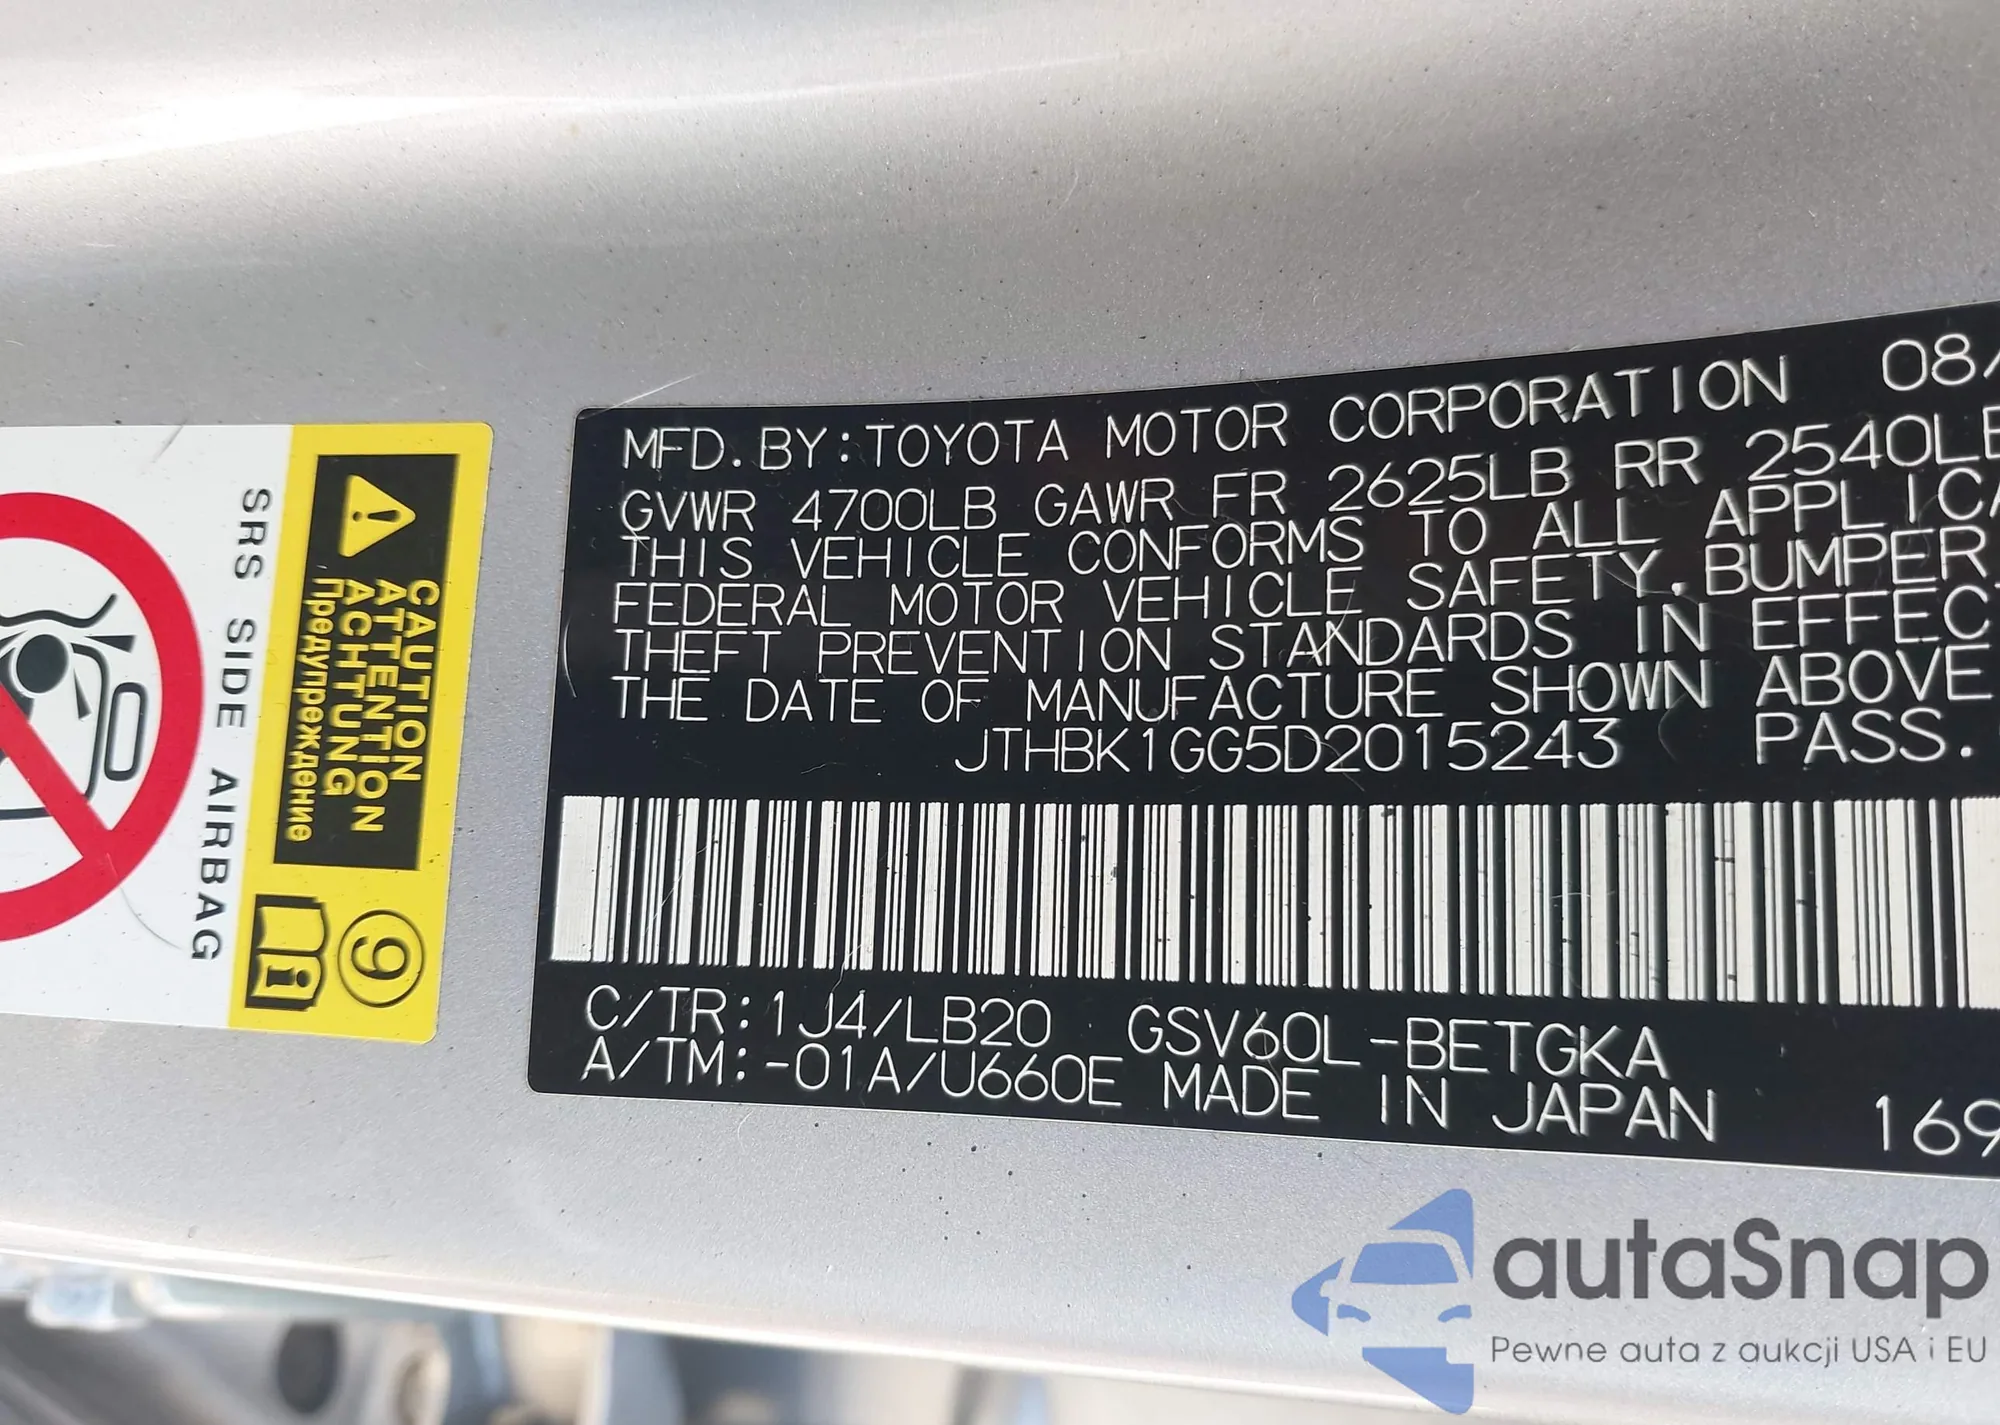 MFD. BY: TOYOTA MOTOR CORPORATION 08/
GVWR 4700LB GAWR FR 2625LB RR 2540LB
THIS VEHICLE CONFORMS TO ALL APPLICA
FEDERAL MOTOR VEHICLE SAFETY, BUMPER
THEFT PREVENTION STANDARDS IN EFFECT
THE DATE OF MANUFACTURE SHOWN ABOVE
JTHBK1GG5D2015243 PASS.
C/TR: 1J4/LB20 GSV60L-BETGKA
A/TM: -01A/U660E MADE IN JAPAN 169
CAUTION
ATTENTION
ACHTUNG
Предупреждение
SRS SIDE AIRBAG
9
autaSnap
Pewne auta z aukcji USA i EU